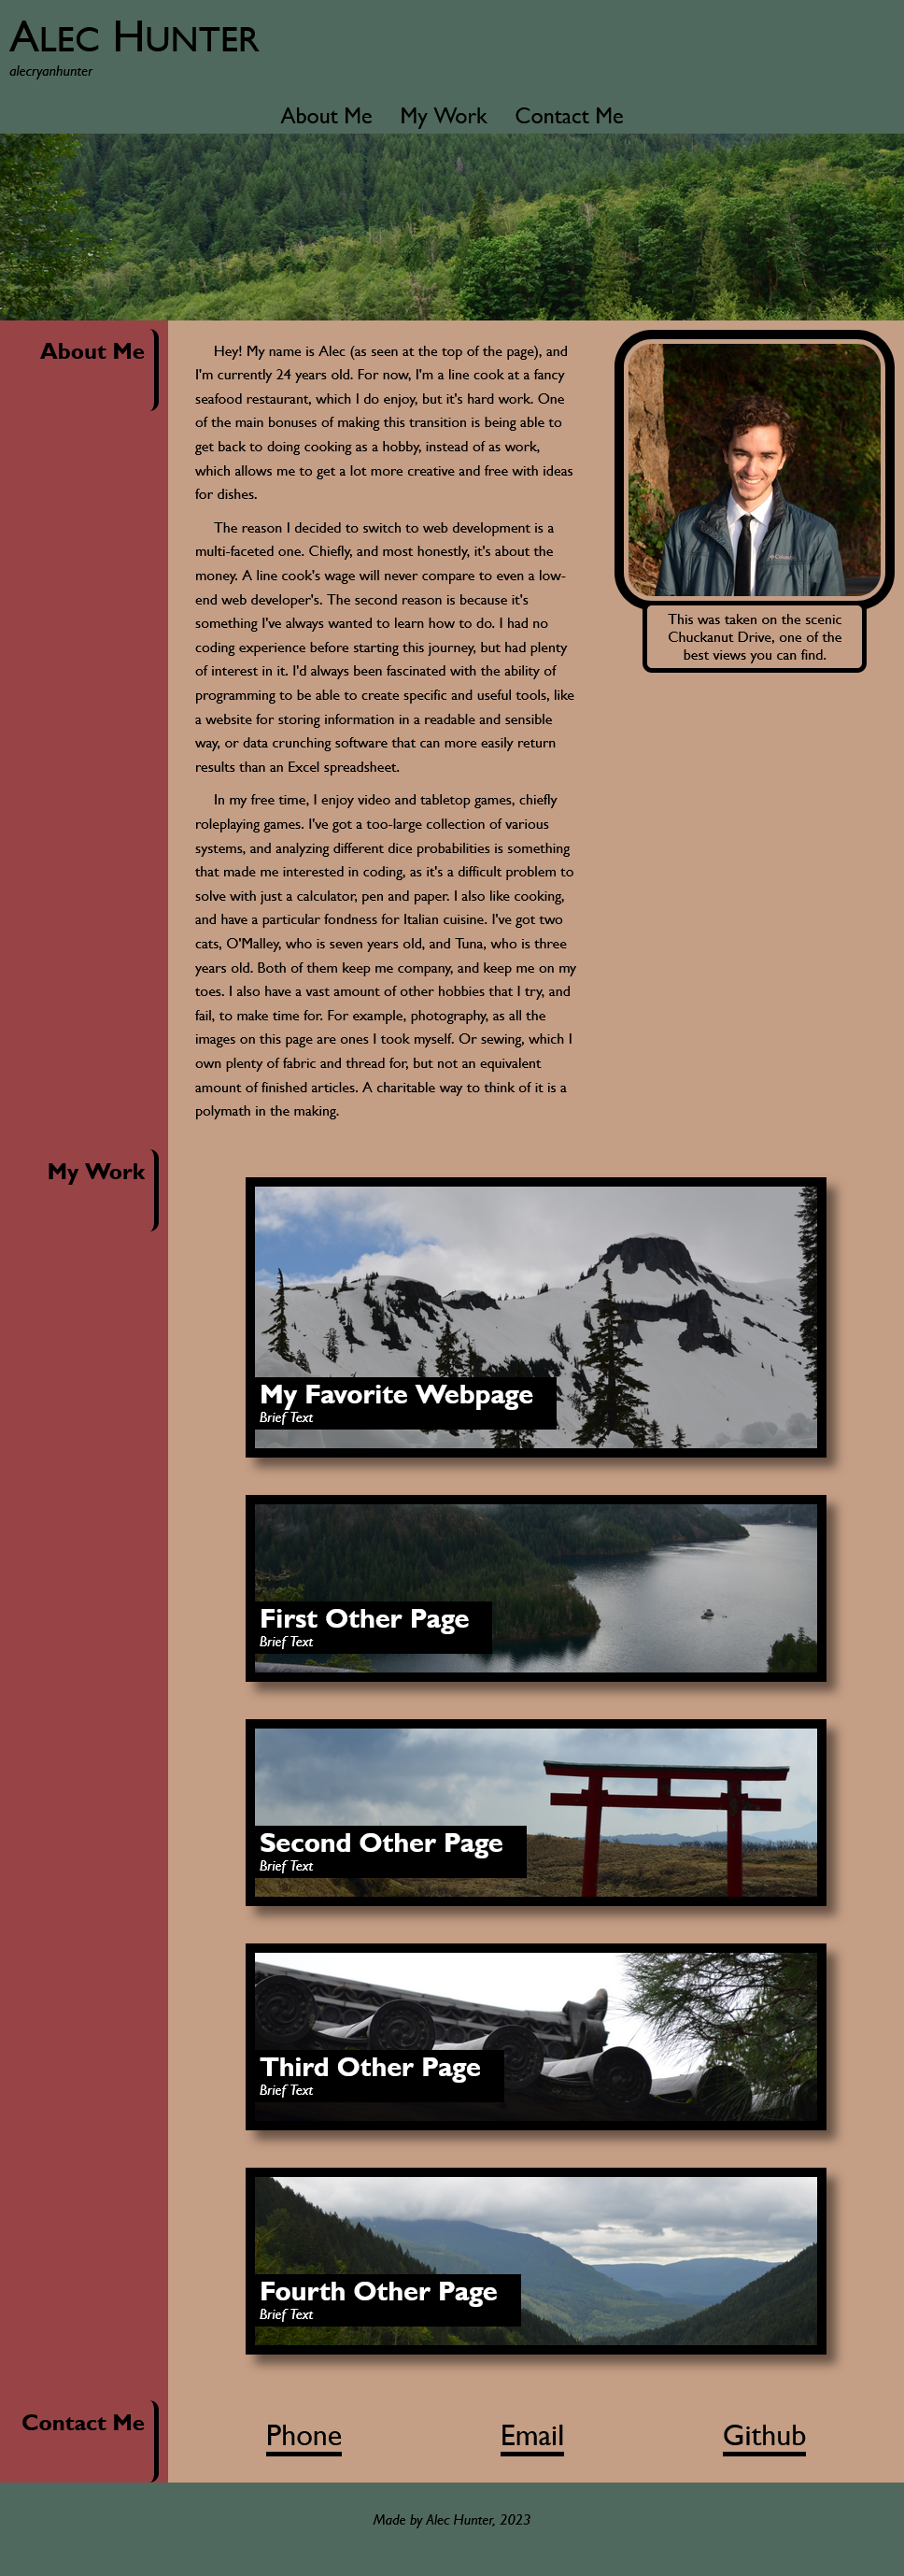 Alec Hunter
alecryanhunter
About Me My Work Contact Me
About Me
Hey! My name is Alec (as seen at the top of the page), and
I'm currently 24 years old. For now, I'm a line cook at a fancy
seafood restaurant, which I do enjoy, but it's hard work. One
of the main bonuses of making this transition is being able to
get back to doing cooking as a hobby, instead of as work,
which allows me to get a lot more creative and free with ideas
for dishes.
The reason I decided to switch to web development is a
multi-faceted one. Chiefly, and most honestly, it's about the
money. A line cook's wage will never compare to even a low-
end web developer's. The second reason is because it's
something I've always wanted to learn how to do. I had no
coding experience before starting this journey, but had plenty
of interest in it. I'd always been fascinated with the ability of
programming to be able to create specific and useful tools, like
a website for storing information in a readable and sensible
way, or data crunching software that can more easily return
results than an Excel spreadsheet.
In my free time, I enjoy video and tabletop games, chiefly
roleplaying games. I've got a too-large collection of various
systems, and analyzing different dice probabilities is something
that made me interested in coding, as it's a difficult problem to
solve with just a calculator, pen and paper. I also like cooking,
and have a particular fondness for Italian cuisine. I've got two
cats, O'Malley, who is seven years old, and Tuna, who is three
years old. Both of them keep me company, and keep me on my
toes. I also have a vast amount of other hobbies that I try, and
fail, to make time for. For example, photography, as all the
images on this page are ones I took myself. Or sewing, which I
own plenty of fabric and thread for, but not an equivalent
amount of finished articles. A charitable way to think of it is a
polymath in the making.
This was taken on the scenic
Chuckanut Drive, one of the
best views you can find.
My Work
My Favorite Webpage
Brief Text
First Other Page
Brief Text
Second Other Page
Brief Text
Third Other Page
Brief Text
Fourth Other Page
Brief Text
Contact Me
Phone Email Github
Made by Alec Hunter, 2023